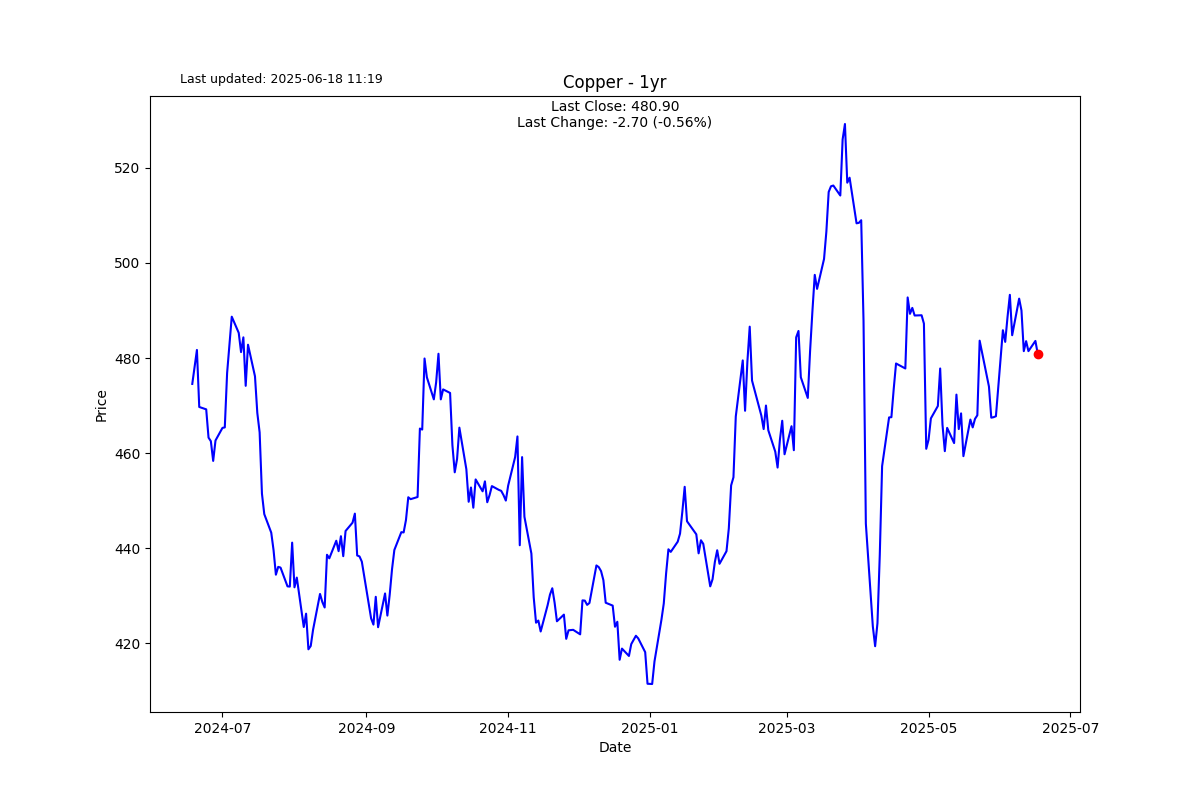 Last updated: 2025-06-18 11:19
Copper - 1yr
Last Close: 480.90
Last Change: -2.70 (-0.56%)
520
500
480
460
440
420
Price
2024-07
2024-09
2024-11
2025-01
2025-03
2025-05
2025-07
Date